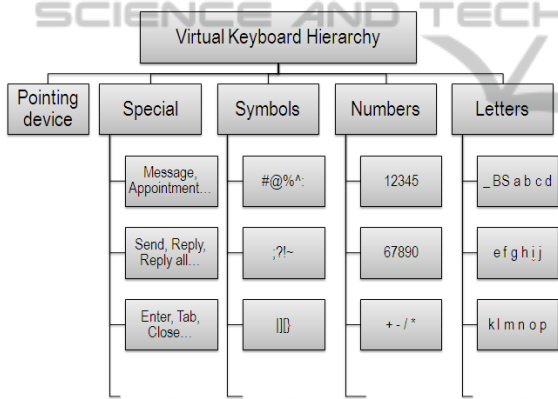 SCIENCE AND TECH
Virtual Keyboard Hierarchy
Pointing
device
Special
Symbols
Numbers
Letters
Message,
Appointment...
#@%^:
12345
_BS a b c d
Send, Reply,
Reply all...
;?!~
67890
e f g h i j
Enter, Tab,
Close...
+ - / *
k l m n o p